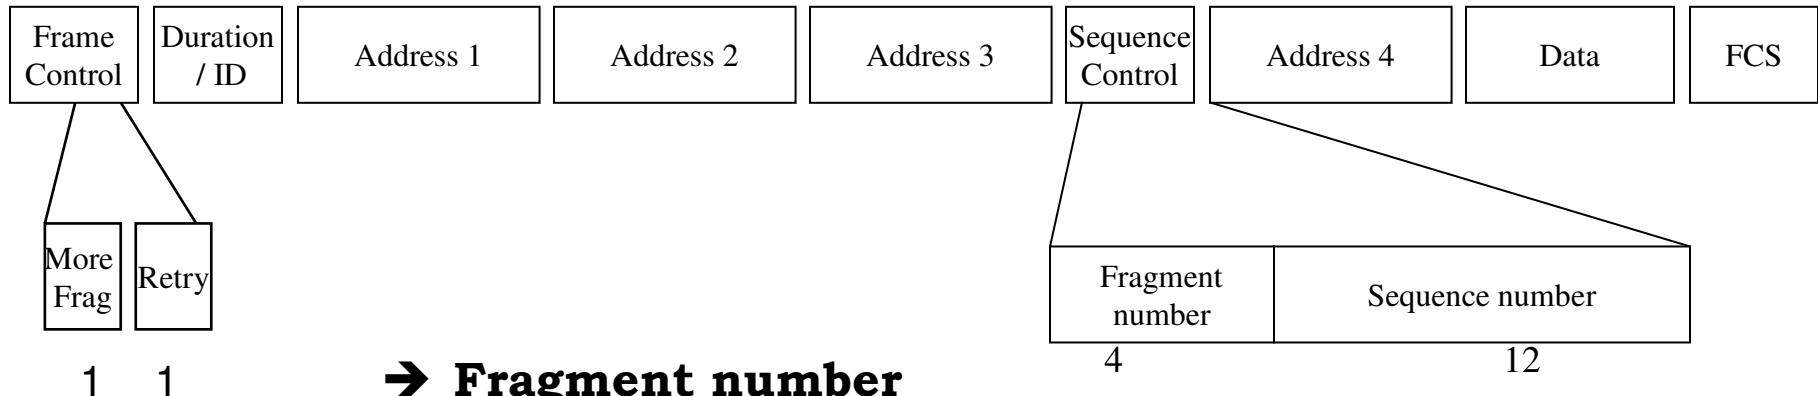 Frame Control
Duration / ID
Address 1
Address 2
Address 3
Sequence Control
Address 4
Data
FCS
More Frag
Retry
Fragment number
Sequence number
4
12
1
1
➔ Fragment number